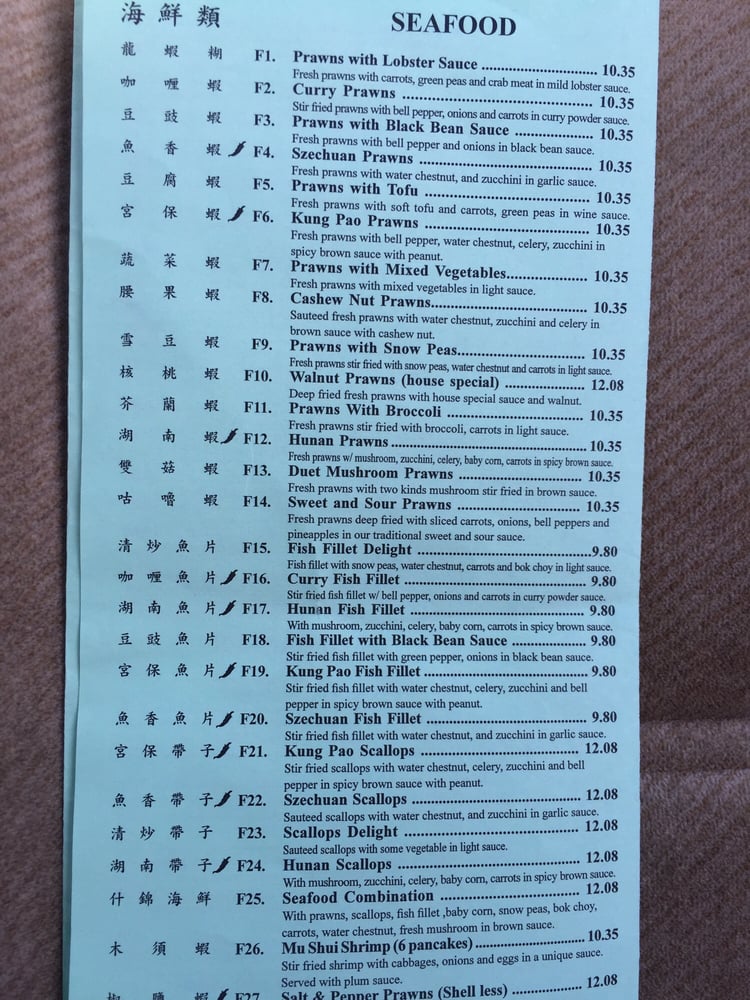 海鮮類 SEAFOOD
龍蝦糊 F1. Prawns with Lobster Sauce 10.35
Fresh prawns with carrots, green peas and crab meat in mild lobster sauce.
咖喱蝦 F2. Curry Prawns 10.35
Stir fried prawns with bell pepper, onions and carrots in curry powder sauce.
豆豉蝦 F3. Prawns with Black Bean Sauce 10.35
Fresh prawns with bell pepper and onions in black bean sauce.
魚香蝦 F4. Szechuan Prawns 10.35
Fresh prawns with water chestnut, and zucchini in garlic sauce.
豆腐蝦 F5. Prawns with Tofu 10.35
Fresh prawns with soft tofu and carrots, green peas in wine sauce.
宮保蝦 F6. Kung Pao Prawns 10.35
Fresh prawns with bell pepper, water chestnut, celery, zucchini in
spicy brown sauce with peanut.
蔬菜蝦 F7. Prawns with Mixed Vegetables 10.35
Fresh prawns with mixed vegetables in light sauce.
腰果蝦 F8. Cashew Nut Prawns 10.35
Sauteed fresh prawns with water chestnut, zucchini and celery in
brown sauce with cashew nut.
雪豆蝦 F9. Prawns with Snow Peas 10.35
Fresh prawns stir fried with snow peas, water chestnut and carrots in light sauce.
核桃蝦 F10. Walnut Prawns (house special) 12.08
Deep fried fresh prawns with house special sauce and walnut.
芥蘭蝦 F11. Prawns With Broccoli 10.35
Fresh prawns stir fried with broccoli, carrots in light sauce.
湖南蝦 F12. Hunan Prawns 10.35
Fresh prawns w/ mushroom, zucchini, celery, baby corn, carrots in spicy brown sauce.
雙菇蝦 F13. Duet Mushroom Prawns 10.35
Fresh prawns with two kinds mushroom stir fried in brown sauce.
咕嚕蝦 F14. Sweet and Sour Prawns 10.35
Fresh prawns deep fried with sliced carrots, onions, bell peppers and
pineapples in our traditional sweet and sour sauce.
清炒魚片 F15. Fish Fillet Delight 9.80
Fish fillet with snow peas, water chestnut, carrots and bok choy in light sauce.
咖喱魚片 F16. Curry Fish Fillet 9.80
Stir fried fish fillet w/ bell pepper, onions and carrots in curry powder sauce.
湖南魚片 F17. Hunan Fish Fillet 9.80
With mushroom, zucchini, celery, baby corn, carrots in spicy brown sauce.
豆豉魚片 F18. Fish Fillet with Black Bean Sauce 9.80
Stir fried fish fillet with green pepper, onions in black bean sauce.
宮保魚片 F19. Kung Pao Fish Fillet 9.80
Stir fried fish fillet with water chestnut, celery, zucchini and bell
pepper in spicy brown sauce with peanut.
魚香魚片 F20. Szechuan Fish Fillet 9.80
Stir fried fish fillet with water chestnut, and zucchini in garlic sauce.
宮保帶子 F21. Kung Pao Scallops 12.08
Stir fried scallops with water chestnut, celery, zucchini and bell
pepper in spicy brown sauce with peanut.
魚香帶子 F22. Szechuan Scallops 12.08
Sauteed scallops with water chestnut, and zucchini in garlic sauce.
清炒帶子 F23. Scallops Delight 12.08
Sauteed scallops with some vegetable in light sauce.
湖南帶子 F24. Hunan Scallops 12.08
With mushroom, zucchini, celery, baby corn, carrots in spicy brown sauce.
什錦海鮮 F25. Seafood Combination 12.08
With prawns, scallops, fish fillet ,baby corn, snow peas, bok choy,
carrots, water chestnut, fresh mushroom in brown sauce.
木須蝦 F26. Mu Shui Shrimp (6 pancakes) 10.35
Stir fried shrimp with cabbages, onions and eggs in a unique sauce.
Served with plum sauce.
椒鹽蝦 F27. Salt & Pepper Prawns (Shell less) 12.08